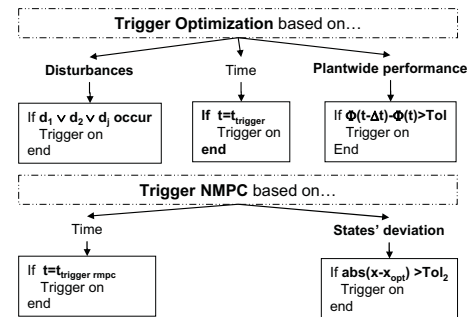 Trigger Optimization based on…
Disturbances
Time
Plantwide performance
If d1 ∨ d2 ∨ dj occur
Trigger on
end
If t=ttrigger
Trigger on
end
If Φ(t-Δt)-Φ(t)>Tol
Trigger on
End
Trigger NMPC based on…
Time
States' deviation
If t=ttrigger rmpc
Trigger on
end
If abs(x-xopt) >Tol2
Trigger on
end